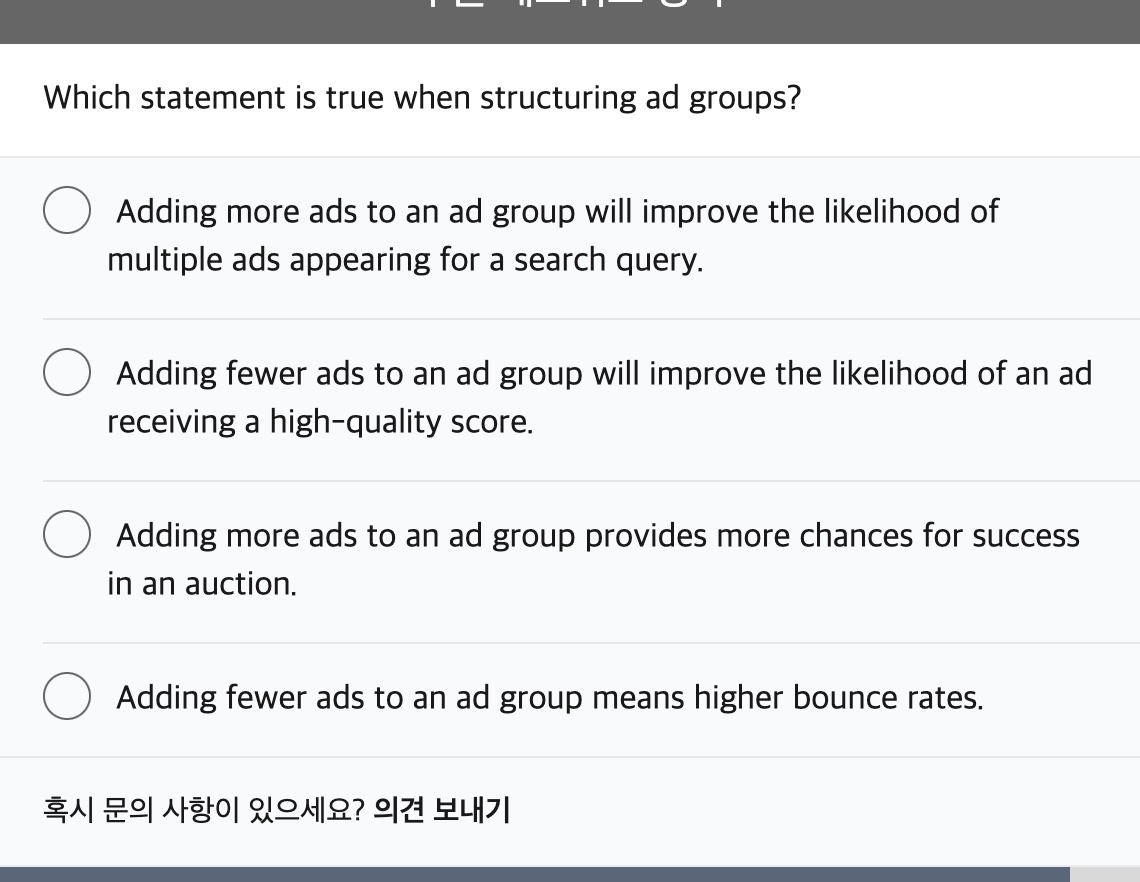 Which statement is true when structuring ad groups?
Adding more ads to an ad group will improve the likelihood of
multiple ads appearing for a search query.
Adding fewer ads to an ad group will improve the likelihood of an ad
receiving a high-quality score.
Adding more ads to an ad group provides more chances for success
in an auction.
Adding fewer ads to an ad group means higher bounce rates.
혹시 문의 사항이 있으세요? 의견 보내기